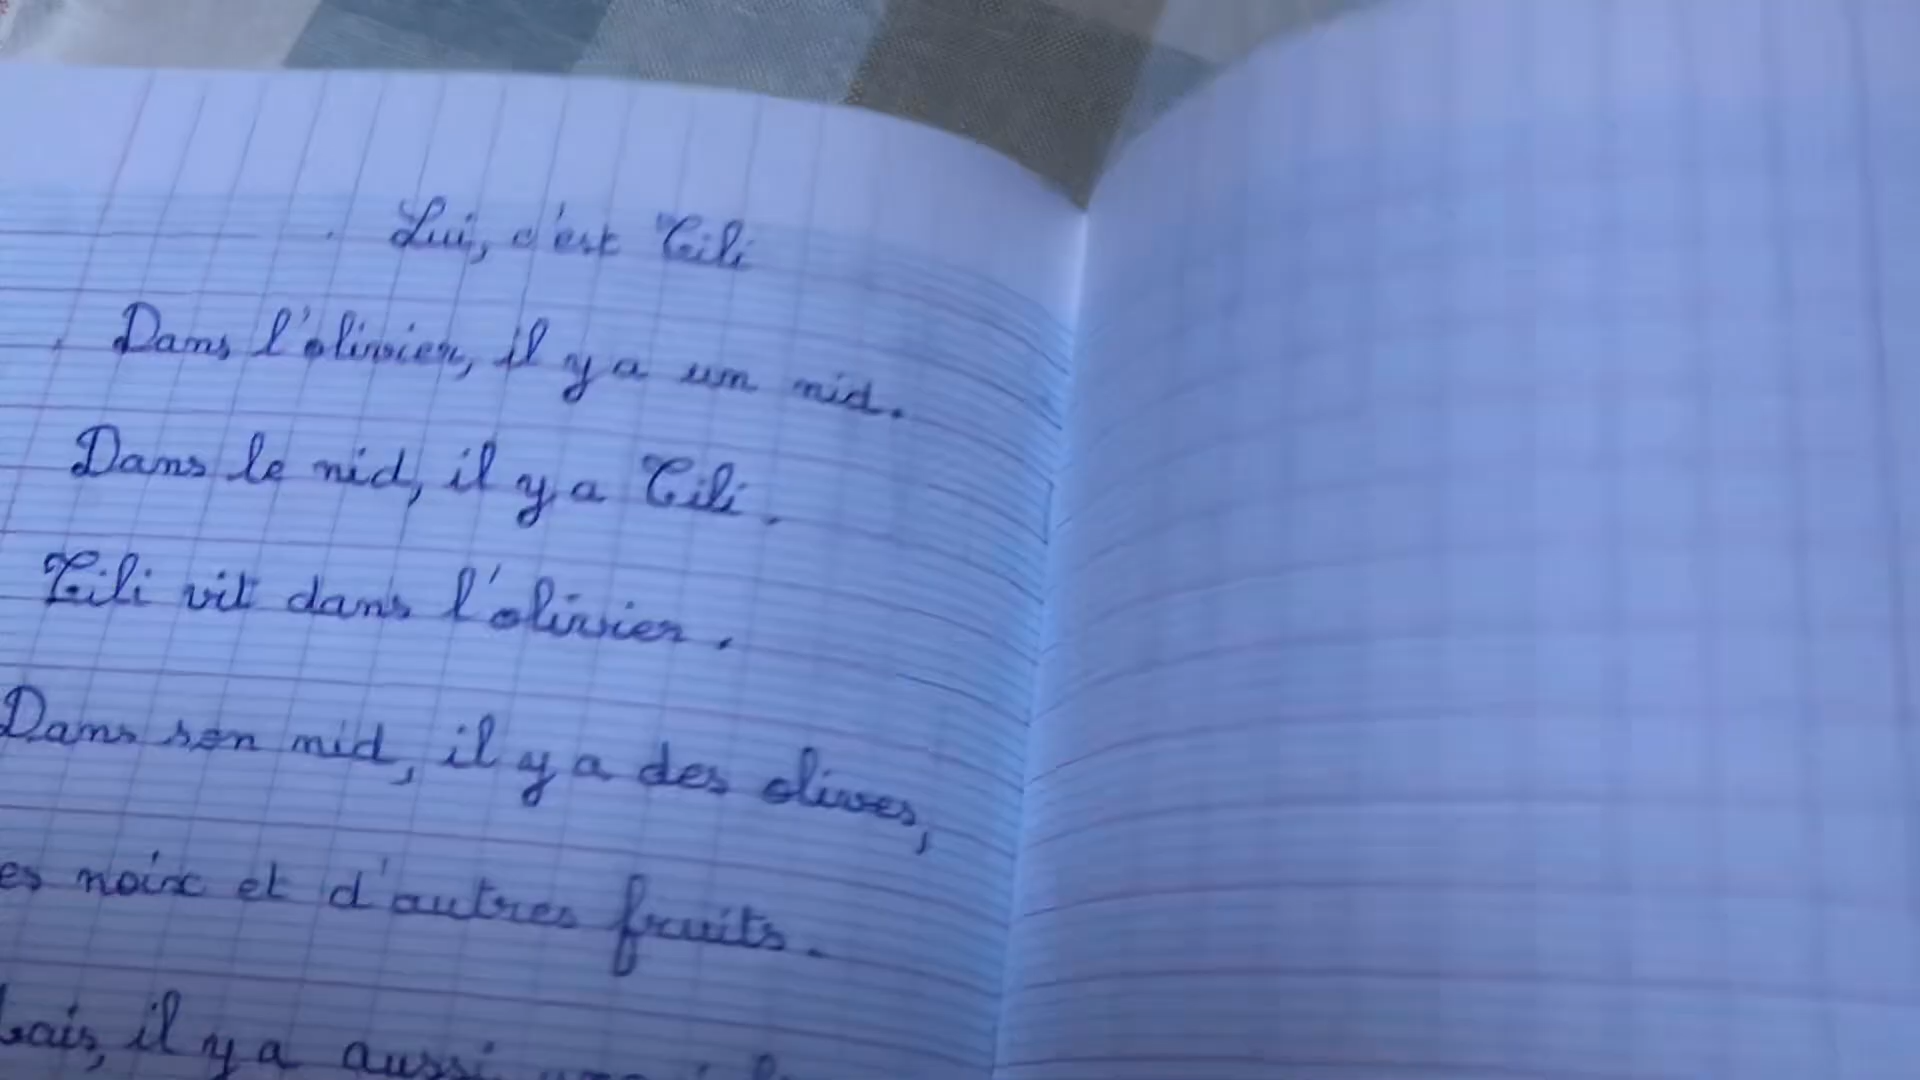 Lui, c'est Tili
Dans l'olivier, il y a un nid.
Dans le nid, il y a Tili.
Tili vit dans l'olivier.
Dans son nid, il y a des olives,
es noix et d'autres fruits.
il y a aussi